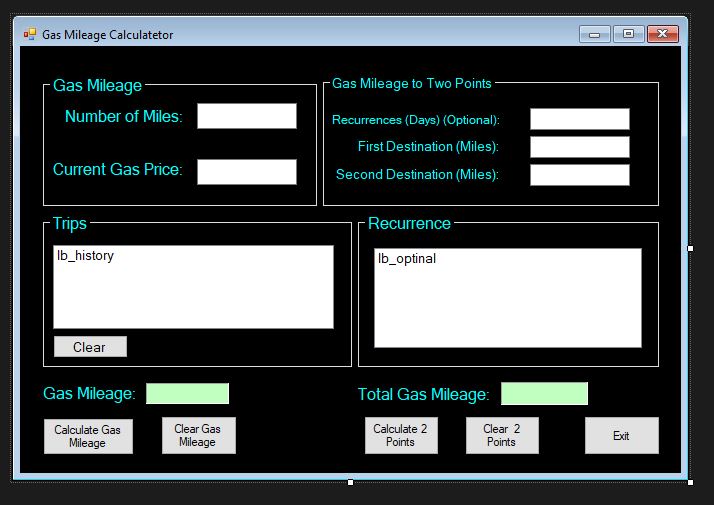 Gas Mileage Calculatetor
Gas Mileage
Number of Miles:
Current Gas Price:
Gas Mileage to Two Points
Recurrences (Days) (Optional):
First Destination (Miles):
Second Destination (Miles):
Trips
lb_history
Clear
Recurrence
lb_optinal
Gas Mileage:
Total Gas Mileage:
Calculate Gas
Mileage
Clear Gas
Mileage
Calculate 2
Points
Clear 2
Points
Exit